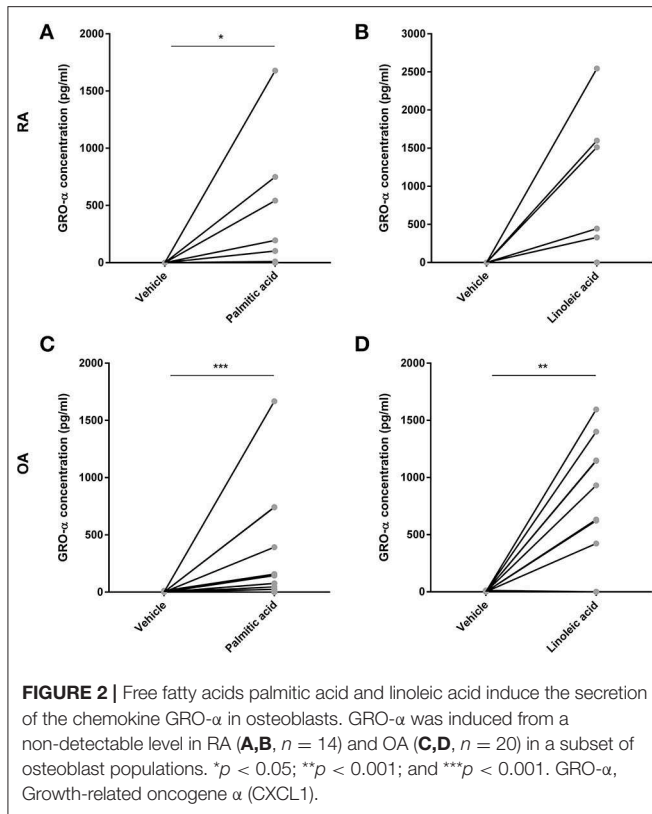 A
B
RA
GRO-α concentration (pg/ml)
2000
1500
1000
500
0
*
Vehicle
Palmitic acid
GRO-α concentration (pg/ml)
3000
2500
2000
1500
1000
500
0
Vehicle
Linoleic acid
C
D
OA
GRO-α concentration (pg/ml)
2000
1500
1000
500
0
***
Vehicle
Palmitic acid
GRO-α concentration (pg/ml)
2000
1500
1000
500
0
**
Vehicle
Linoleic acid
FIGURE 2 | Free fatty acids palmitic acid and linoleic acid induce the secretion
of the chemokine GRO-α in osteoblasts. GRO-α was induced from a
non-detectable level in RA (A,B, n = 14) and OA (C,D, n = 20) in a subset of
osteoblast populations. *p < 0.05; **p < 0.001; and ***p < 0.001. GRO-α,
Growth-related oncogene α (CXCL1).